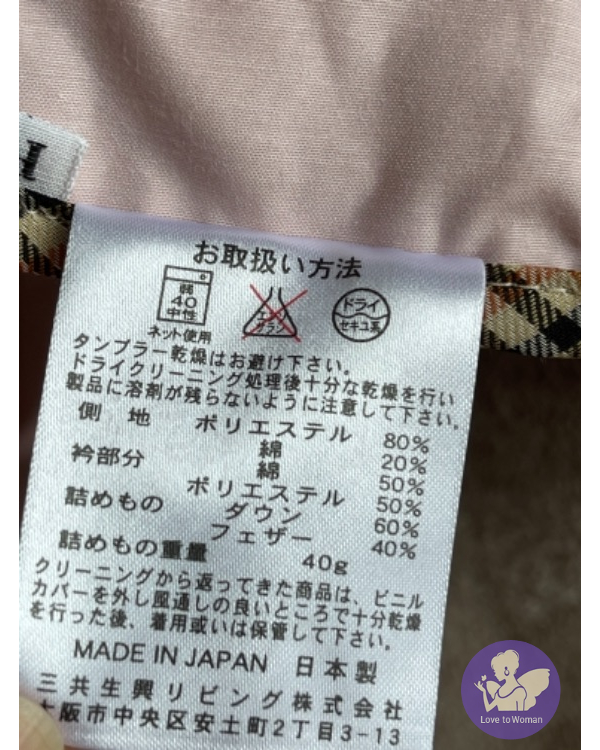 H
お取扱い方法
弱
40
中性
エンソ
サラシ
ドライ
セキユ系
ネット使用
タンブラー乾燥はお避け下さい。
ドライクリーニング処理後十分な乾燥を行い
製品に溶剤が残らないように注意して下さい。
側 地 ポリエステル 80%
綿 20%
衿部分 綿 50%
ポリエステル 50%
詰めもの ダウン 60%
フェザー 40%
詰めもの重量 40g
クリーニングから返ってきた商品は、ビニル
カバーを外し風通しの良いところで十分乾燥
を行った後、着用或いは保管して下さい。
MADE IN JAPAN 日本製
三共生興リビング株式会社
大阪市中央区安土町2丁目3-13
Love to Woman